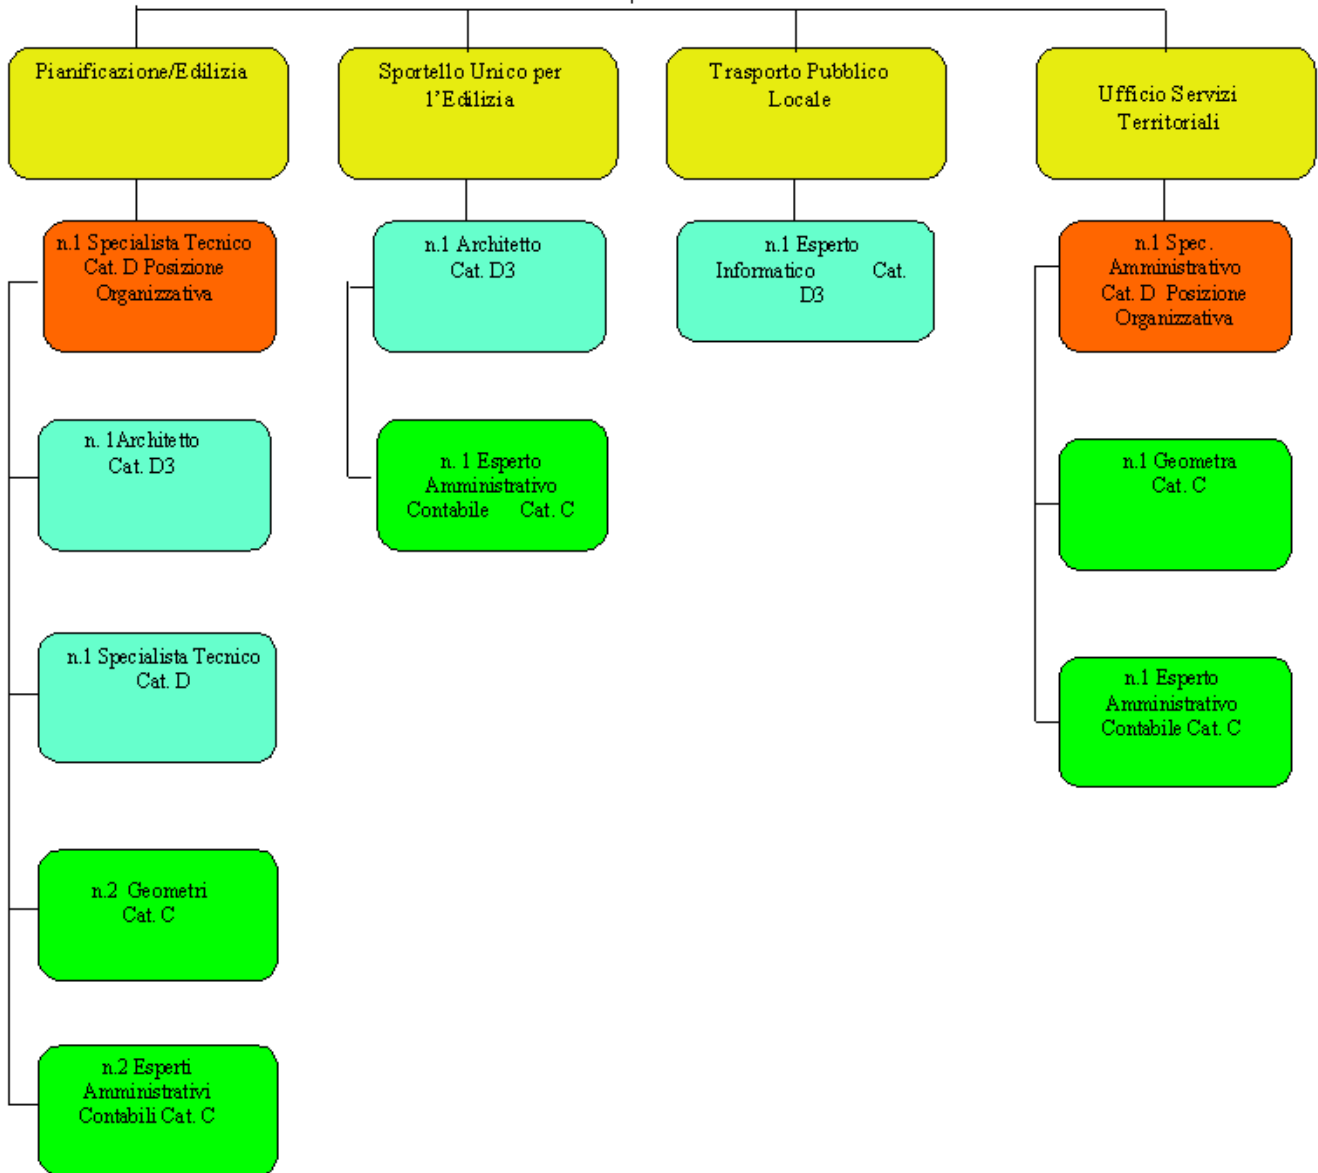 Pianificazione/Edilizia
Sportello Unico per
l'Edilizia
Trasporto Pubblico
Locale
Ufficio Servizi
Territoriali
n.1 Specialista Tecnico
Cat. D Posizione
Organizzativa
n. 1Architetto
Cat. D3
n.1 Specialista Tecnico
Cat. D
n.2 Geometri
Cat. C
n.2 Esperti
Amministrativi
Contabili Cat. C
n.1 Architetto
Cat. D3
n. 1 Esperto
Amministrativo
Contabile Cat. C
n.1 Esperto
Informatico Cat.
D3
n.1 Spec.
Amministrativo
Cat. D Posizione
Organizzativa
n.1 Geometra
Cat. C
n.1 Esperto
Amministrativo
Contabile Cat. C